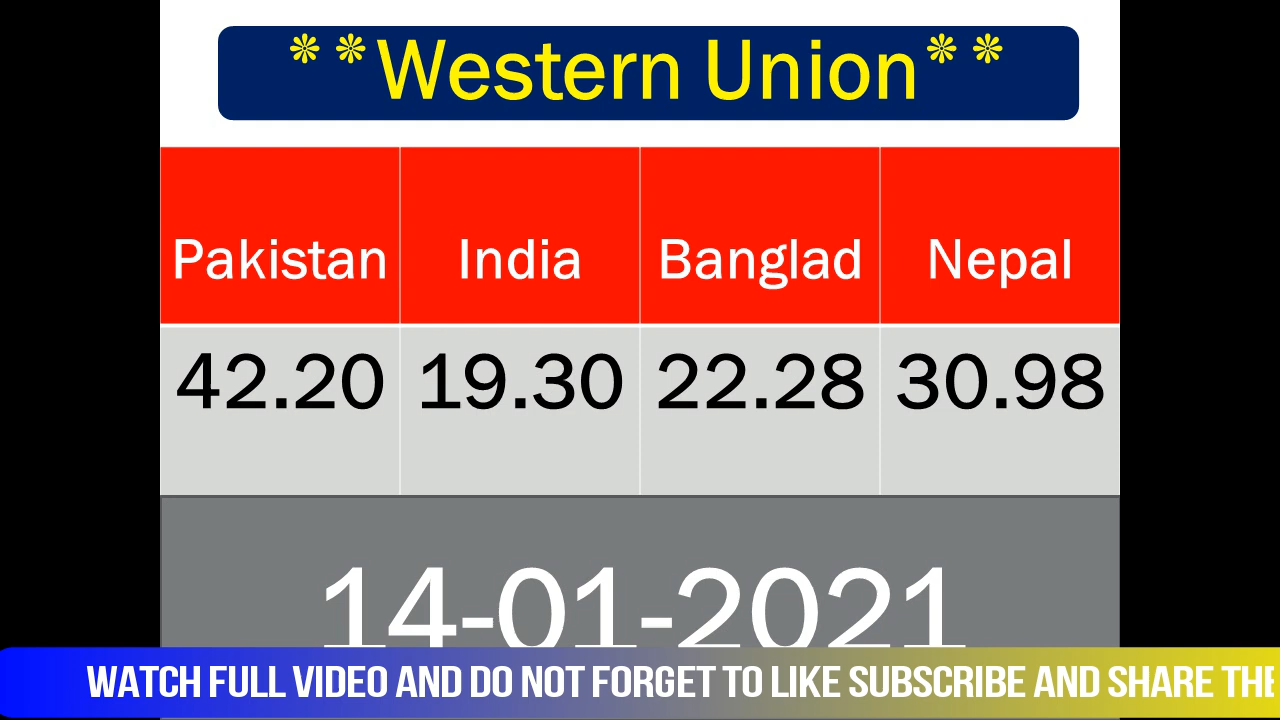 **Western Union**
Pakistan India Banglad Nepal
42.20 19.30 22.28 30.98
14-01-2021
WATCH FULL VIDEO AND DO NOT FORGET TO LIKE SUBSCRIBE AND SHARE THE